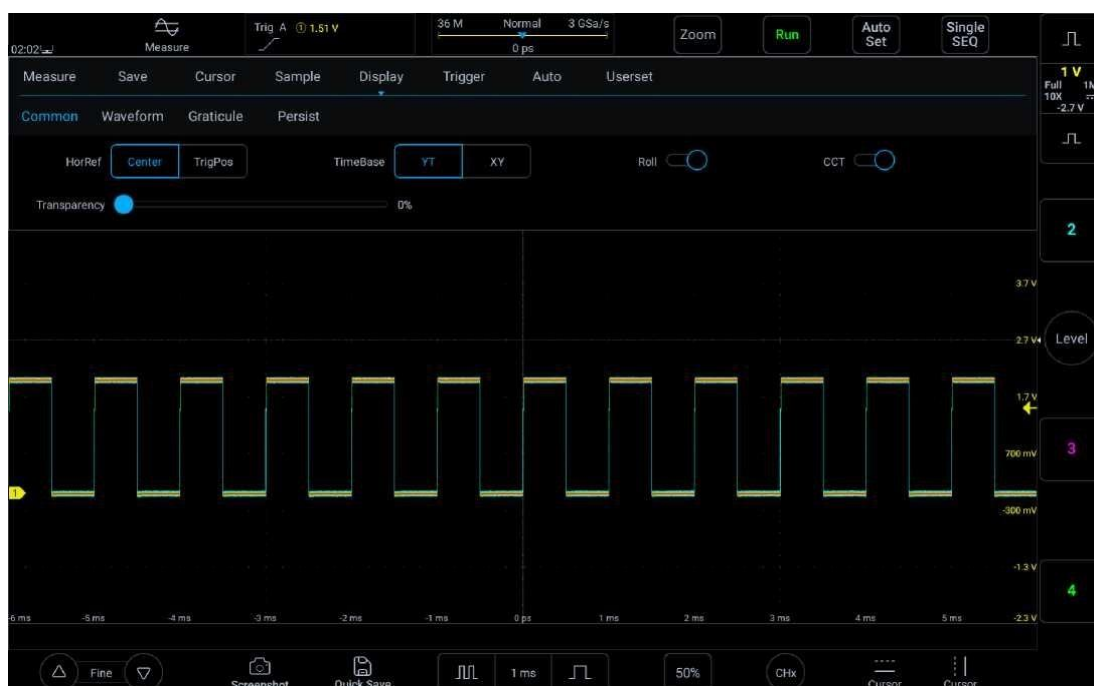 Trig A ① 1.51 V
36 M Normal 3 GSa/s
02:02 Measure
0 ps
Zoom
Run
Auto Set
Single SEQ
Measure Save Cursor Sample Display Trigger Auto Userset
1 V
Full 1M
10X
-2.7 V
Common Waveform Graticule Persist
HorRef Center TrigPos TimeBase YT XY Roll CCT
Transparency 0%
2
3.7 V
2.7 V
Level
1.7 V
700 mV
3
1
-300 mV
-1.3 V
4
-6 ms -5 ms -4 ms -3 ms -2 ms -1 ms 0 ps 1 ms 2 ms 3 ms 4 ms 5 ms -2.3 V
Fine
Screenshot
Quick Save
1 ms
50%
CHx
Cursor
Cursor